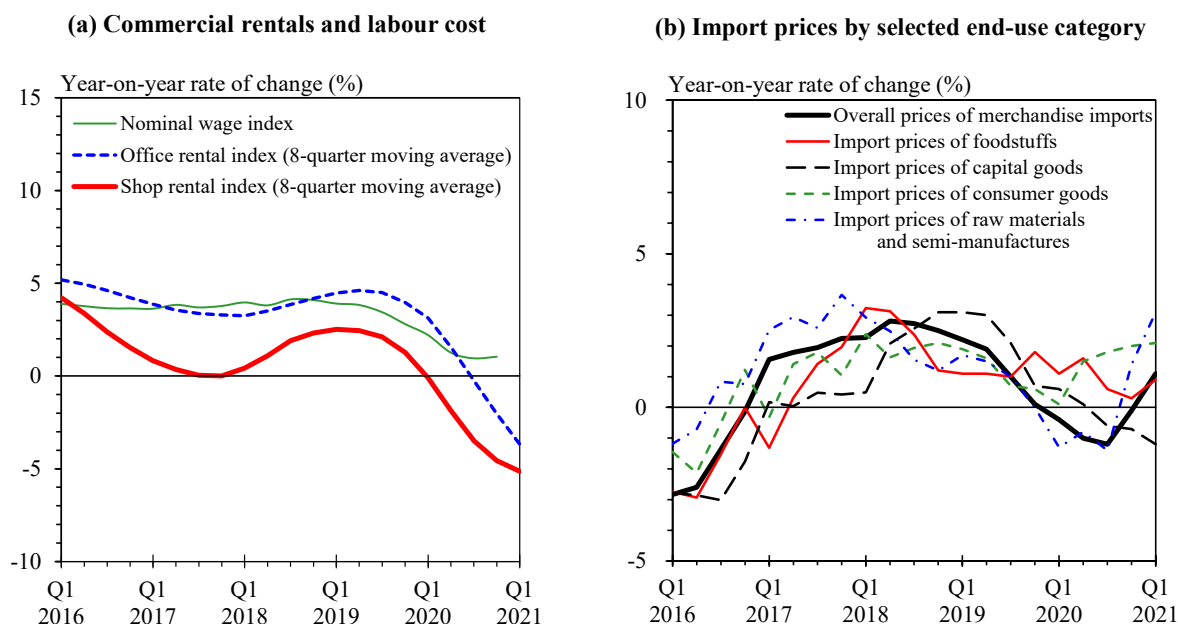 (a) Commercial rentals and labour cost
Year-on-year rate of change (%)
15
10
5
0
-5
-10
Nominal wage index
Office rental index (8-quarter moving average)
Shop rental index (8-quarter moving average)
Q1 Q1 Q1 Q1 Q1 Q1
2016 2017 2018 2019 2020 2021
(b) Import prices by selected end-use category
Year-on-year rate of change (%)
10
5
0
-5
Overall prices of merchandise imports
Import prices of foodstuffs
Import prices of capital goods
Import prices of consumer goods
Import prices of raw materials
and semi-manufactures
Q1 Q1 Q1 Q1 Q1 Q1
2016 2017 2018 2019 2020 2021